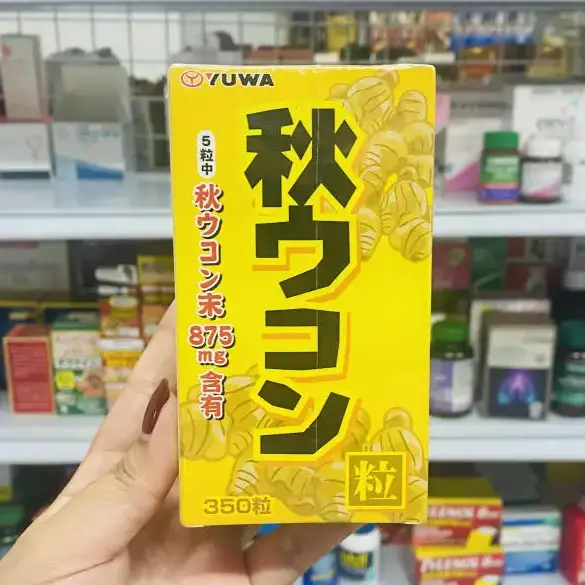 YUWA
秋ウコン
5粒中
秋ウコン末
875mg
含有
粒
350粒
TYLENOL